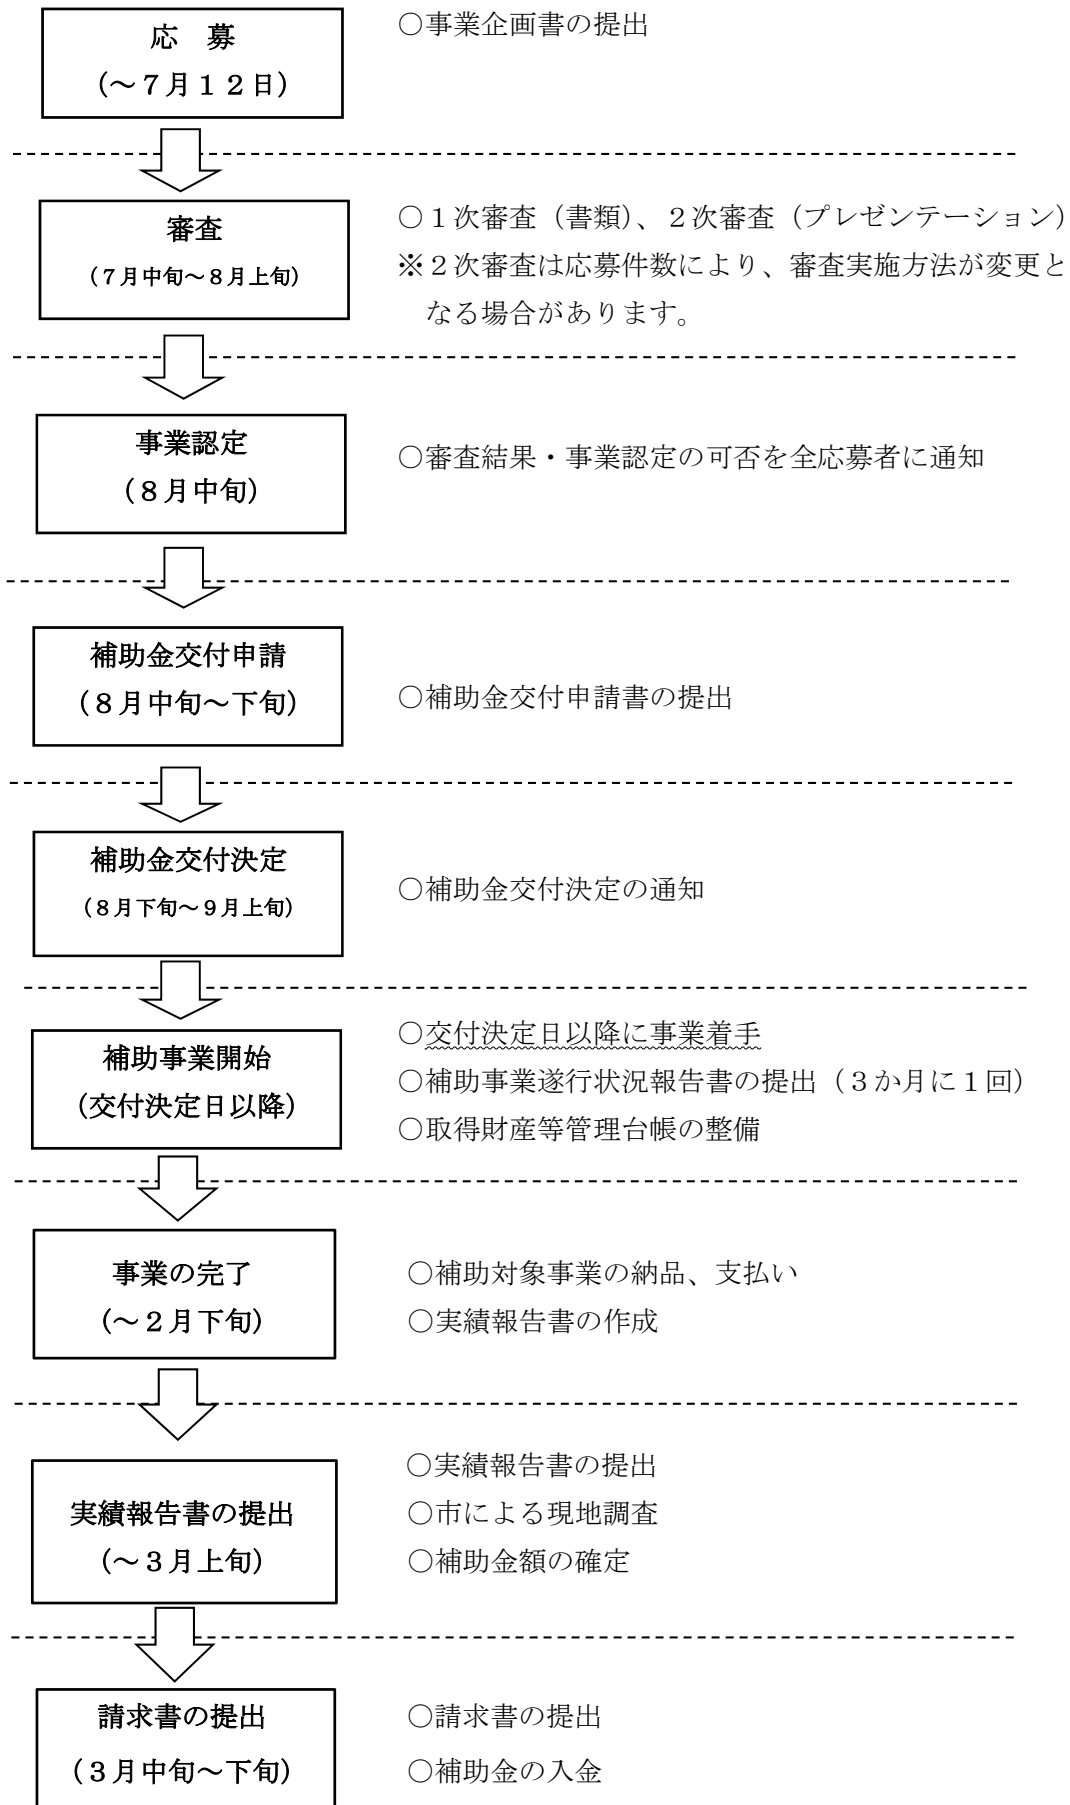 応　募
（～７月１２日）
○事業企画書の提出
審査
（７月中旬～８月上旬）
○１次審査（書類）、２次審査（プレゼンテーション）
※２次審査は応募件数により、審査実施方法が変更と
なる場合があります。
事業認定
（８月中旬）
○審査結果・事業認定の可否を全応募者に通知
補助金交付申請
（８月中旬～下旬）
○補助金交付申請書の提出
補助金交付決定
（８月下旬～９月上旬）
○補助金交付決定の通知
補助事業開始
（交付決定日以降）
○交付決定日以降に事業着手
○補助事業遂行状況報告書の提出（３か月に１回）
○取得財産等管理台帳の整備
事業の完了
（～２月下旬）
○補助対象事業の納品、支払い
○実績報告書の作成
実績報告書の提出
（～３月上旬）
○実績報告書の提出
○市による現地調査
○補助金額の確定
請求書の提出
（３月中旬～下旬）
○請求書の提出
○補助金の入金